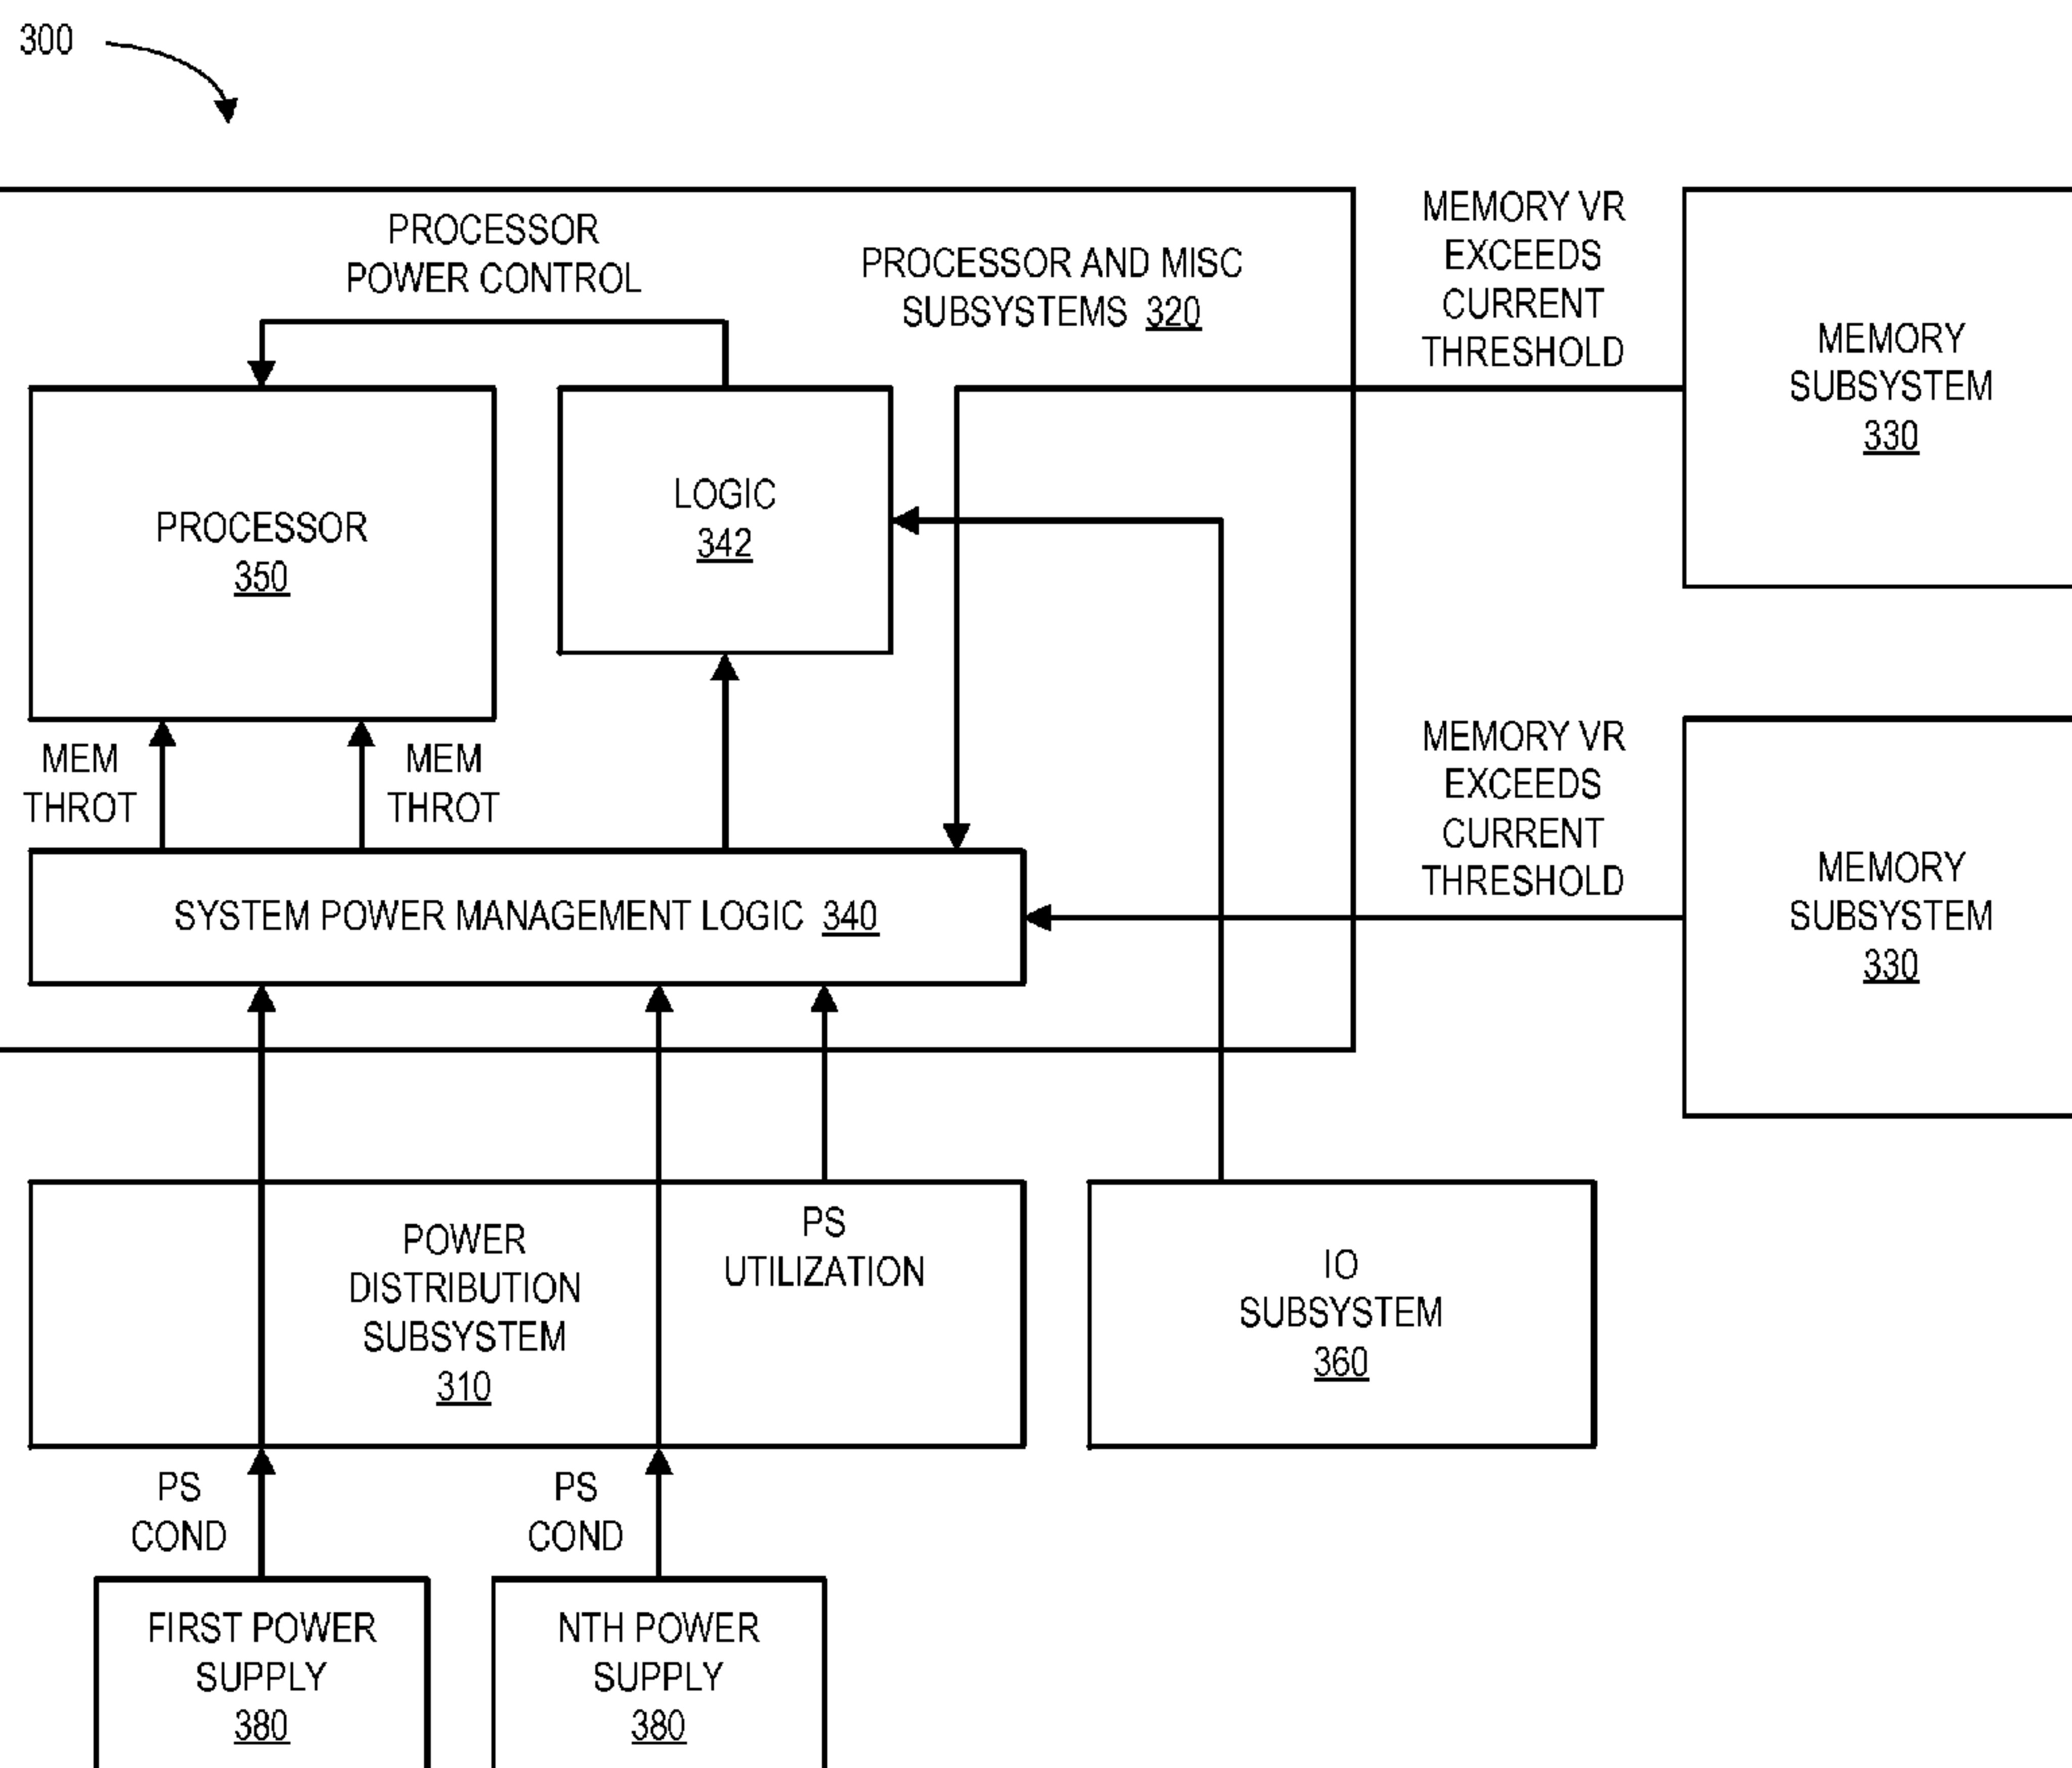 300
PROCESSOR
POWER CONTROL
PROCESSOR AND MISC
SUBSYSTEMS 320
MEMORY VR
EXCEEDS
CURRENT
THRESHOLD
MEMORY
SUBSYSTEM
330
PROCESSOR
350
LOGIC
342
MEM
THROT
MEM
THROT
MEMORY VR
EXCEEDS
CURRENT
THRESHOLD
MEMORY
SUBSYSTEM
330
SYSTEM POWER MANAGEMENT LOGIC 340
POWER
DISTRIBUTION
SUBSYSTEM
310
PS
UTILIZATION
IO
SUBSYSTEM
360
PS
COND
PS
COND
FIRST POWER
SUPPLY
380
NTH POWER
SUPPLY
380